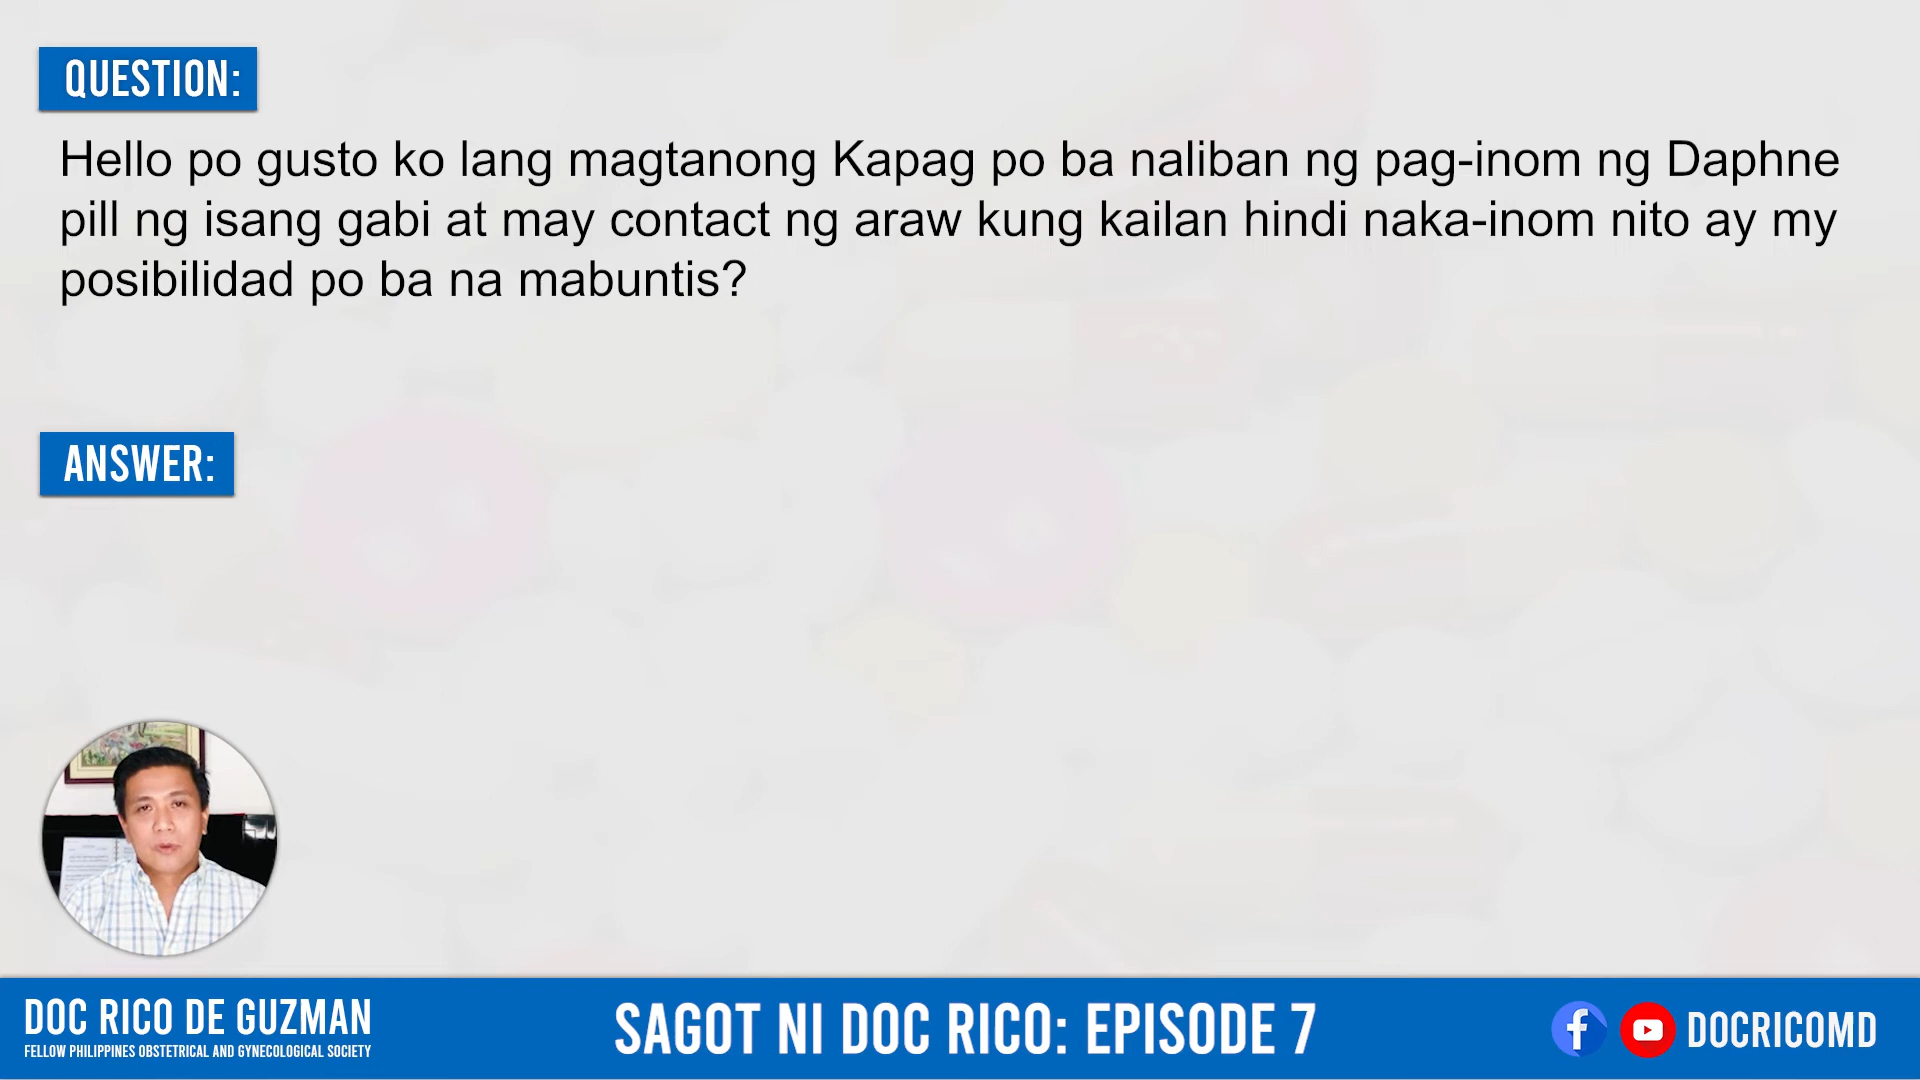 QUESTION:
Hello po gusto ko lang magtanong Kapag po ba naliban ng pag-inom ng Daphne
pill ng isang gabi at may contact ng araw kung kailan hindi naka-inom nito ay my
posibilidad po ba na mabuntis?
ANSWER:
DOC RICO DE GUZMAN
FELLOW PHILIPPINES OBSTETRICAL AND GYNECOLOGICAL SOCIETY
SAGOT NI DOC RICO: EPISODE 7
DOCRICOMD